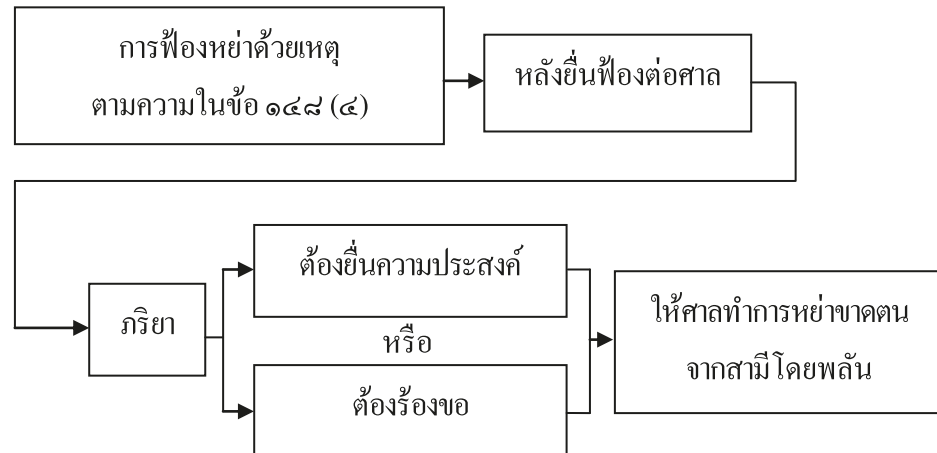 การฟ้องหย่าด้วยเหตุ
ตามความในข้อ ๑๔๘ (๔)
หลังยื่นฟ้องต่อศาล
ภริยา
ต้องยื่นความประสงค์
หรือ
ต้องร้องขอ
ให้ศาลทำการหย่าขาดตน
จากสามีโดยพลัน